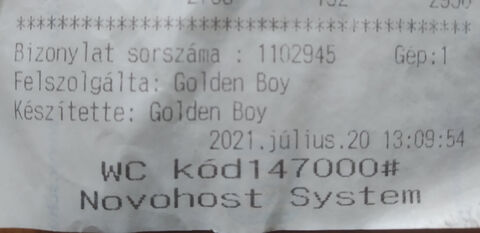 ****************************************
Bizonylat sorszáma : 1102945 Gép:1
Felszolgálta: Golden Boy
Készítette: Golden Boy
2021.július.20 13:09:54
WC kód147000#
Novohost System